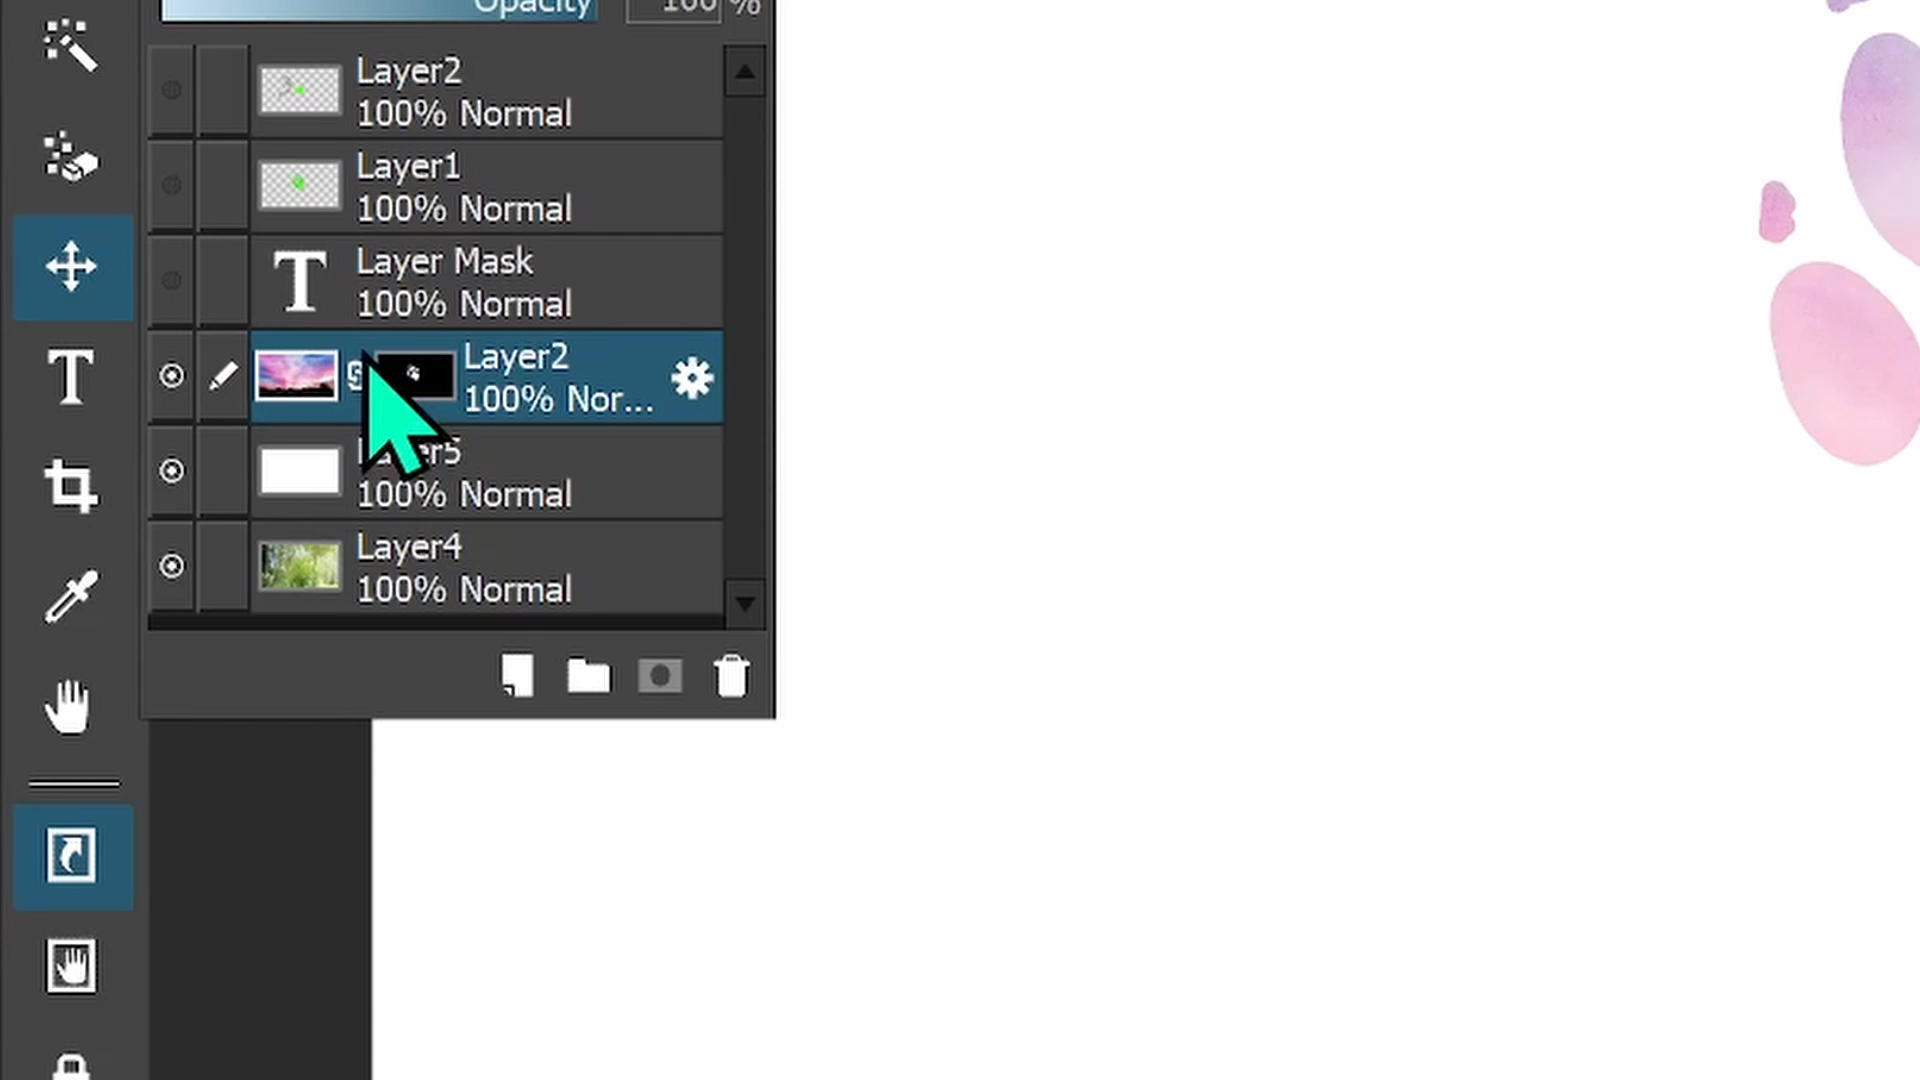 Opacity
100 %
Layer2
100% Normal
Layer1
100% Normal
T
Layer Mask
100% Normal
Layer2
100% Nor...
T
100% Normal
Layer4
100% Normal